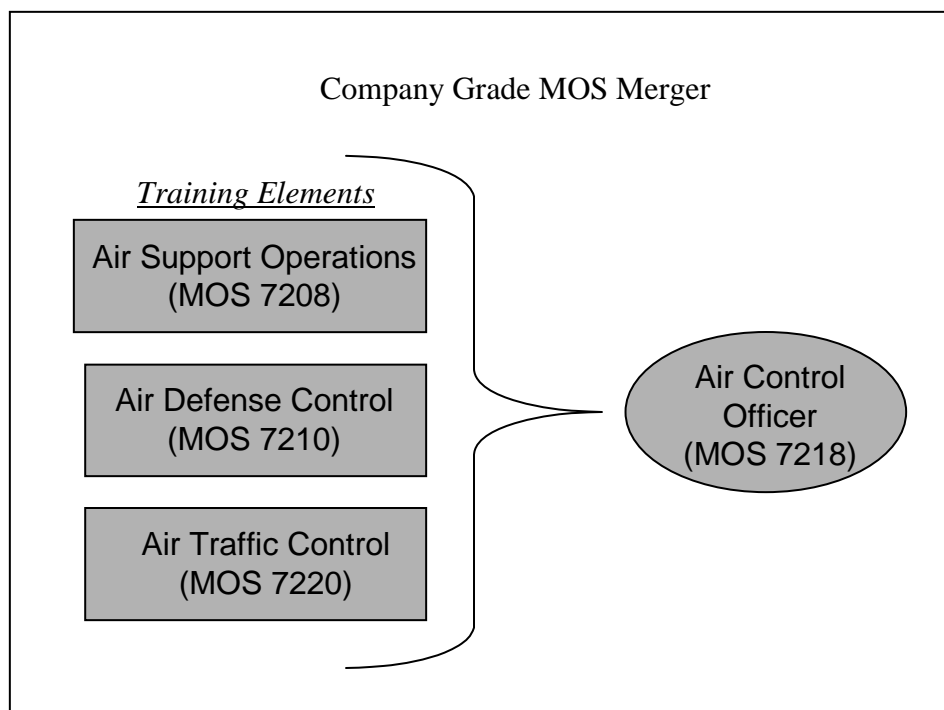 Company Grade MOS Merger
Training Elements
Air Support Operations
(MOS 7208)
Air Defense Control
(MOS 7210)
Air Traffic Control
(MOS 7220)
Air Control
Officer
(MOS 7218)